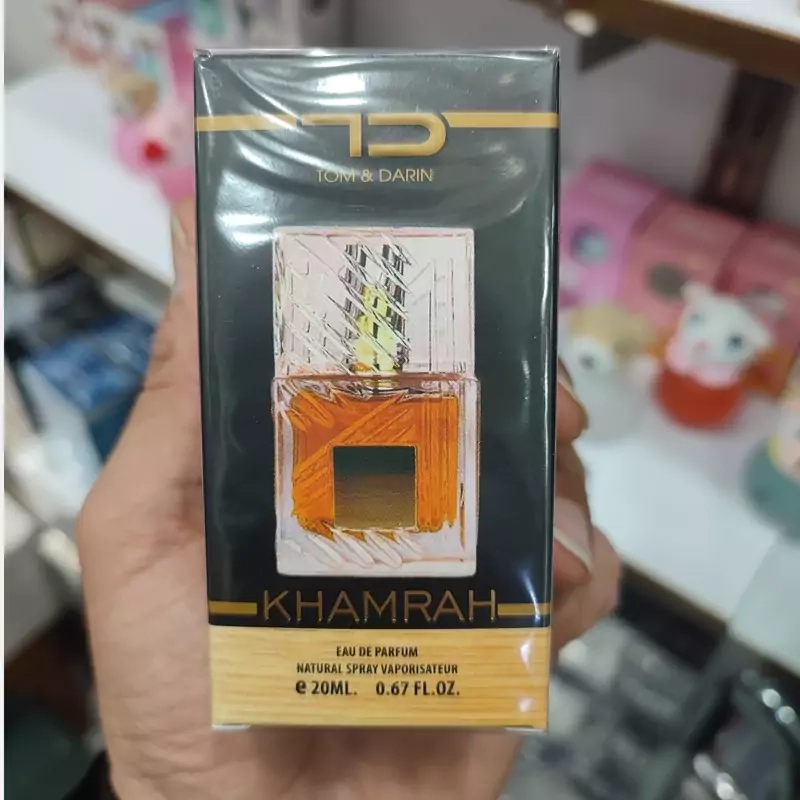 TD
TOM & DARIN
KHAMRAH
EAU DE PARFUM
NATURAL SPRAY VAPORISATEUR
e 20ML. 0.67 FL.OZ.